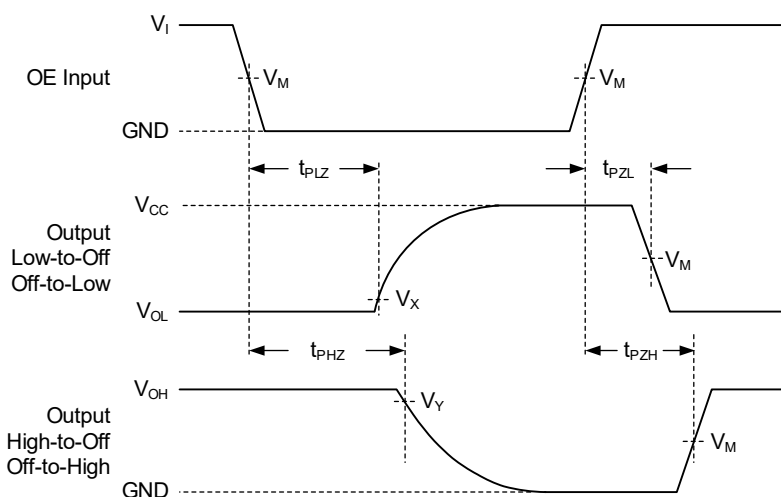 V_I
OE Input
V_M
V_M
GND
t_PLZ
t_PZL
V_CC
Output
Low-to-Off
Off-to-Low
V_M
V_X
V_OL
t_PHZ
t_PZH
V_OH
V_Y
Output
High-to-Off
Off-to-High
V_M
GND